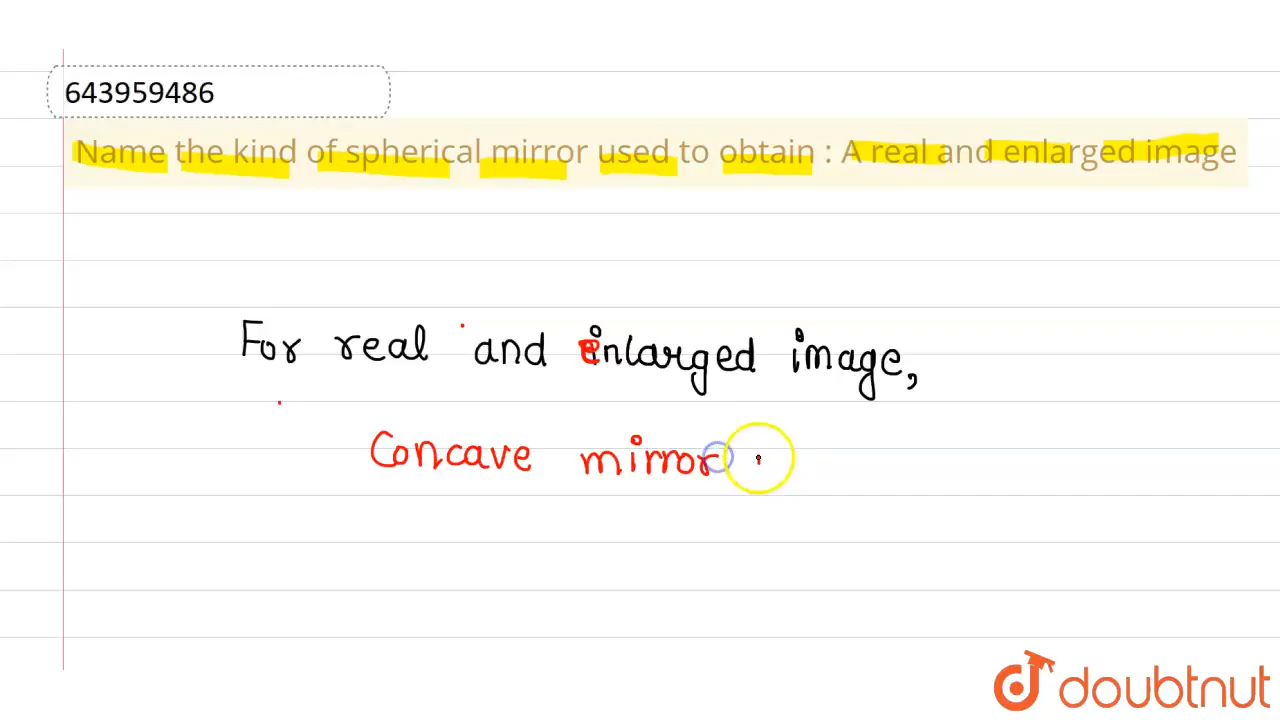 643959486
Name the kind of spherical mirror used to obtain : A real and enlarged image
For real and enlarged image,
Concave mirror
doubtnut